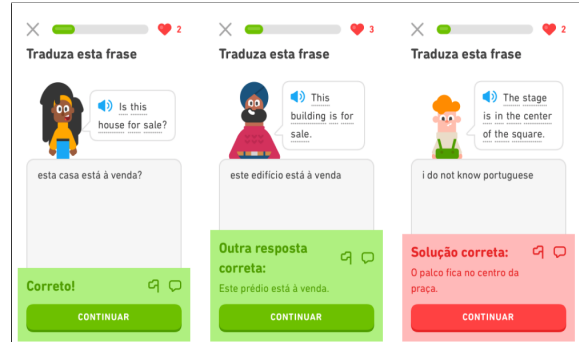 2
Traduza esta frase
Is this
house for sale?
esta casa está à venda?
Correto!
CONTINUAR
3
Traduza esta frase
This
building is for
sale.
este edifício está à venda
Outra resposta
correta:
Este prédio está à venda.
CONTINUAR
2
Traduza esta frase
The stage
is in the center
of the square.
i do not know portuguese
Solução correta:
O palco fica no centro da
praça.
CONTINUAR